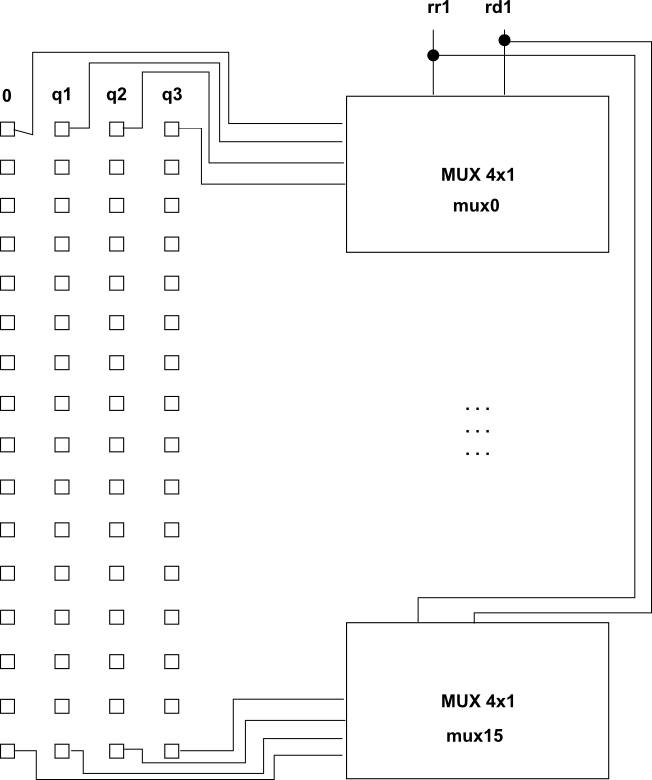 rr1 rd1
0 q1 q2 q3
MUX 4x1
mux0
. . .
. . .
. . .
MUX 4x1
mux15